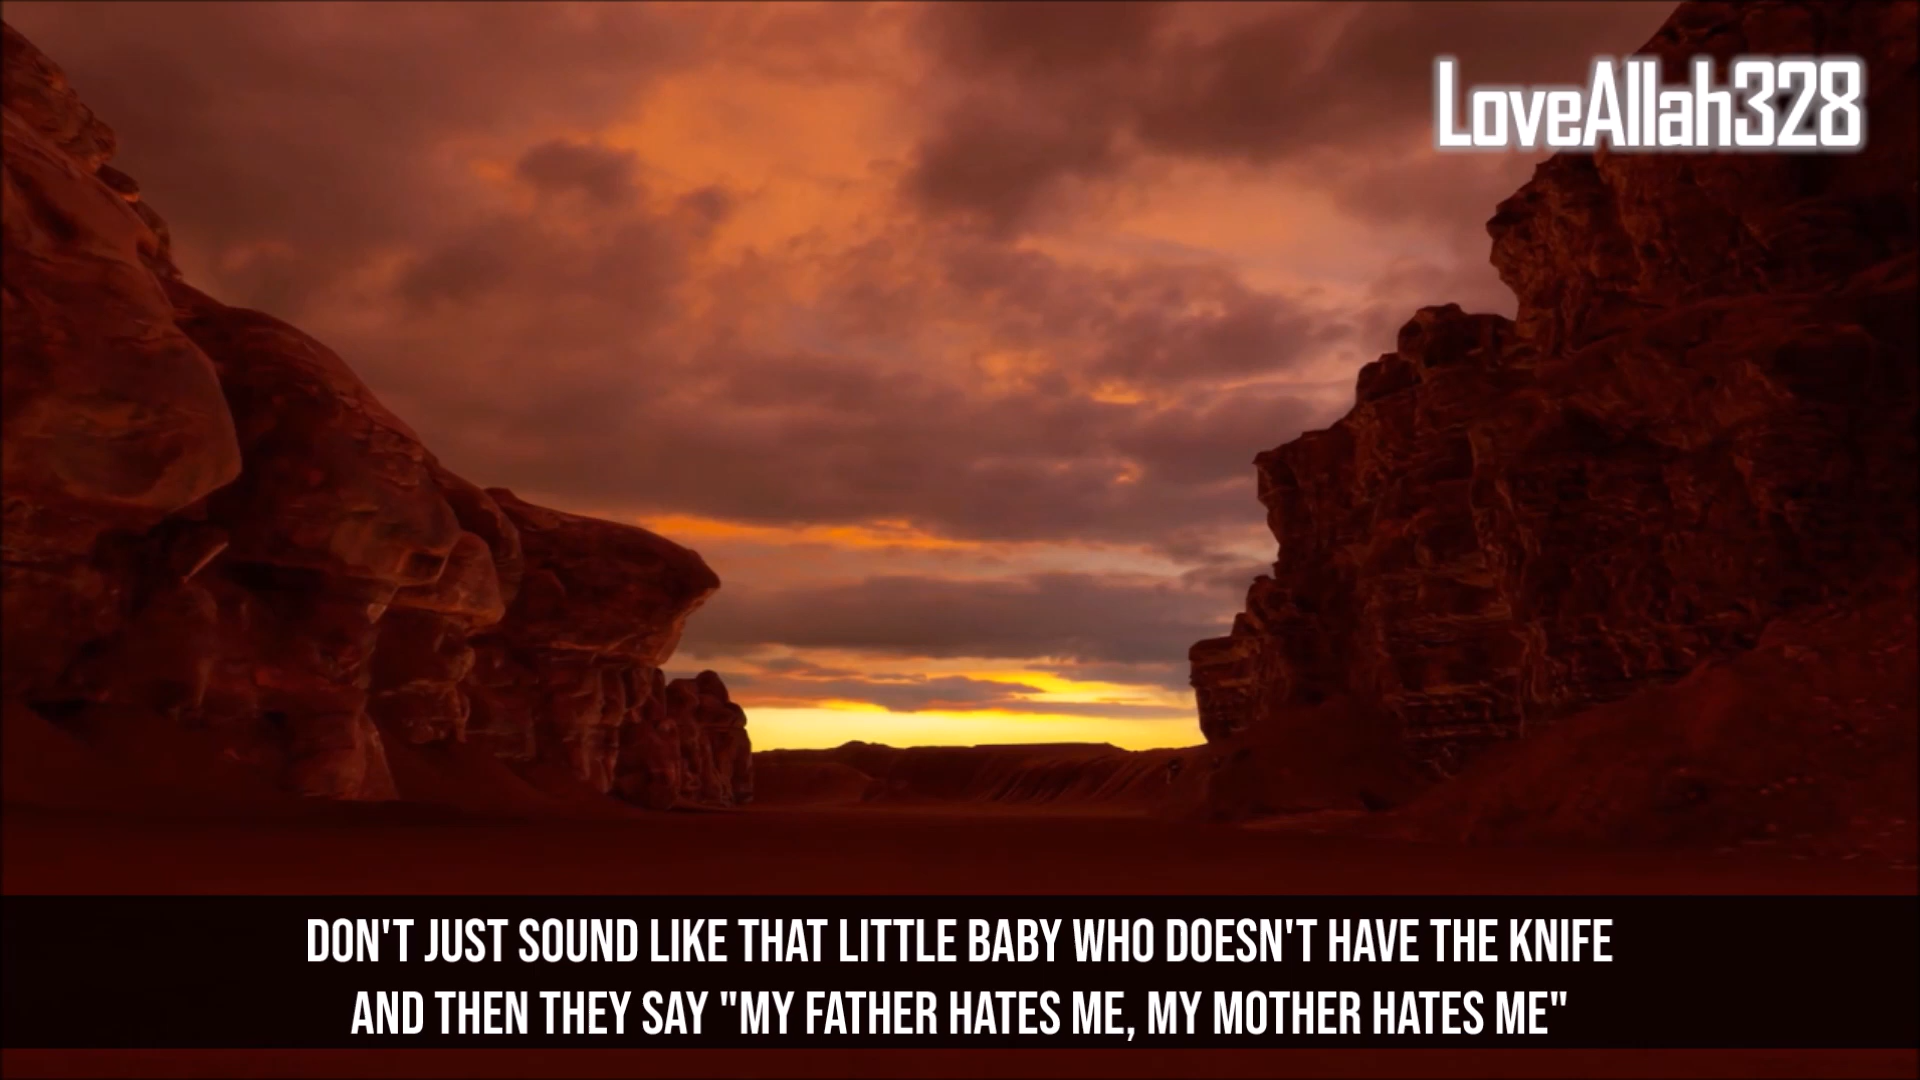 LoveAllah328
DON'T JUST SOUND LIKE THAT LITTLE BABY WHO DOESN'T HAVE THE KNIFE
AND THEN THEY SAY "MY FATHER HATES ME, MY MOTHER HATES ME"